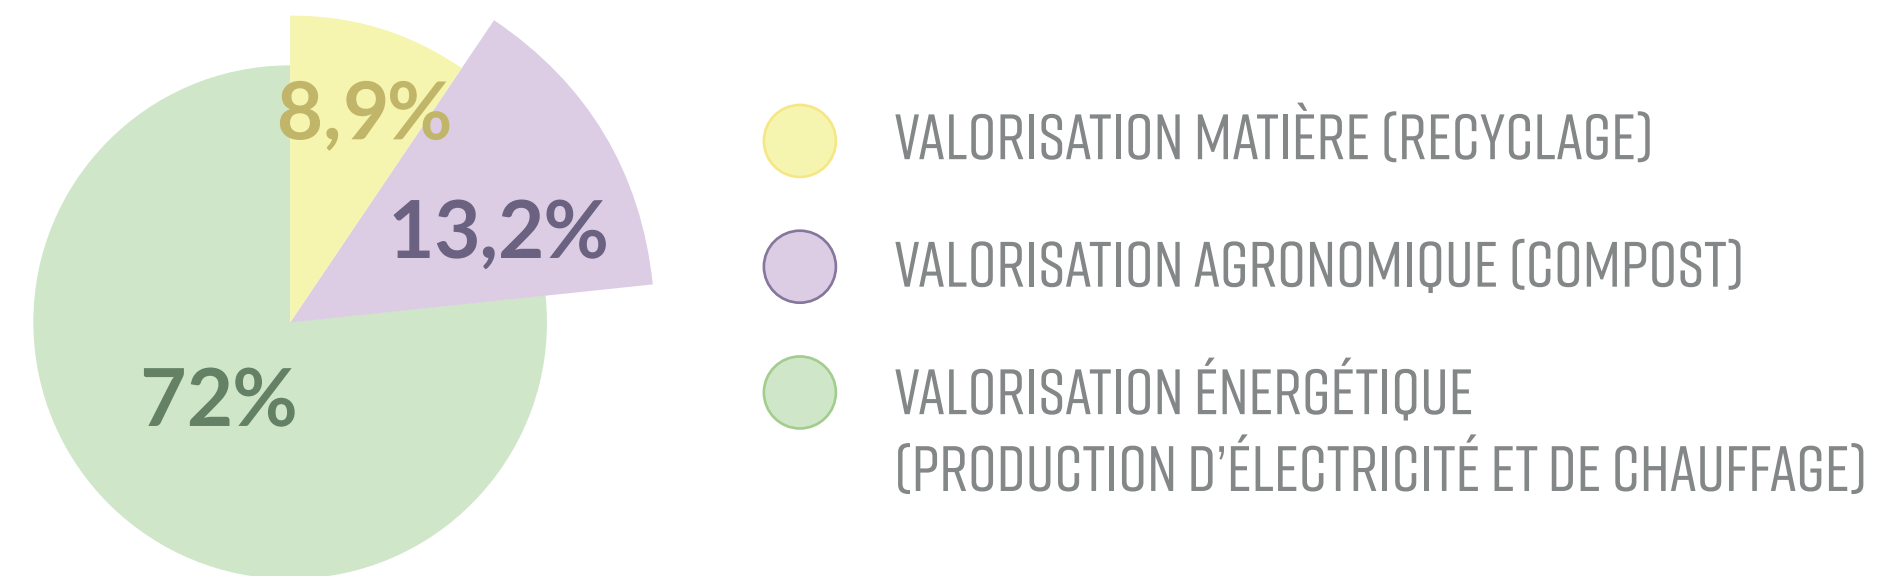 8,9%
13,2%
72%
VALORISATION MATIÈRE (RECYCLAGE)
VALORISATION AGRONOMIQUE (COMPOST)
VALORISATION ÉNERGÉTIQUE
(PRODUCTION D'ÉLECTRICITÉ ET DE CHAUFFAGE)